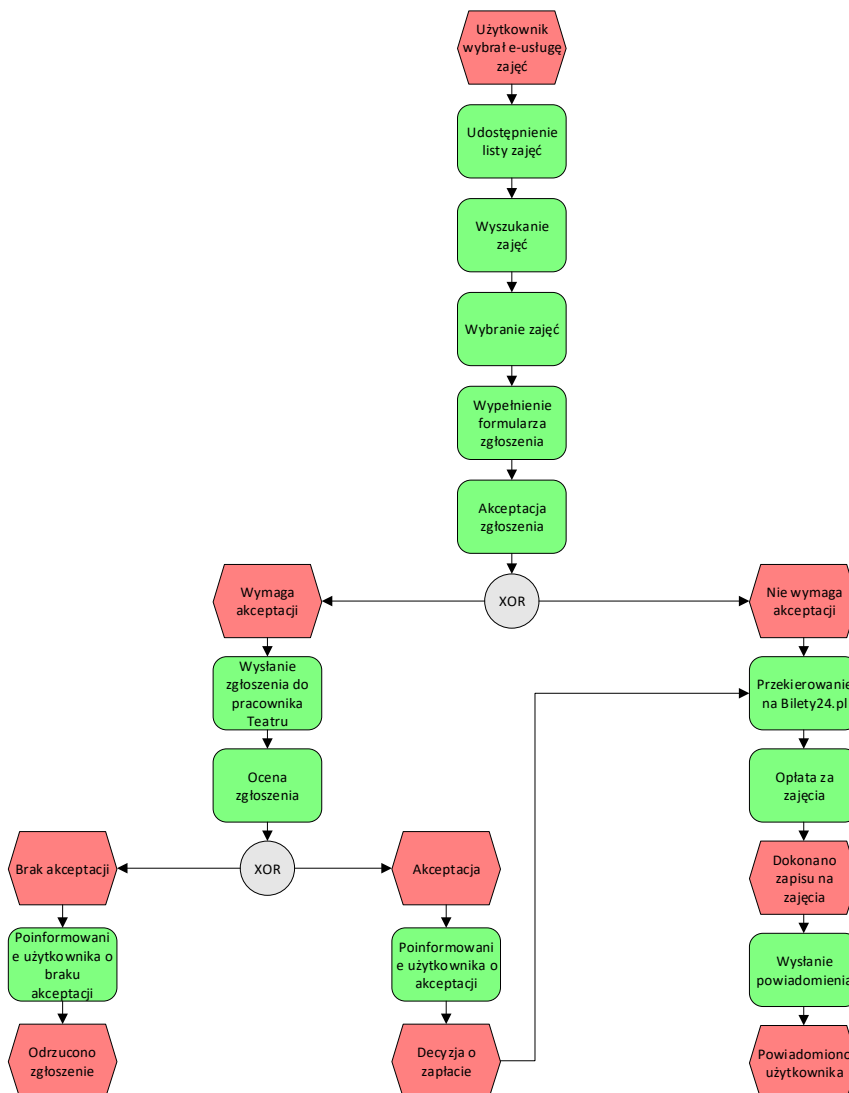 Użytkownik
wybrał e-usługę
zajęć
Udostępnienie
listy zajęć
Wyszukanie
zajęć
Wybranie zajęć
Wypełnienie
formularza
zgłoszenia
Akceptacja
zgłoszenia
XOR
Wymaga
akceptacji
Nie wymaga
akceptacji
Wysłanie
zgłoszenia do
pracownika
Teatru
Przekierowanie
na Bilety24.pl
Ocena
zgłoszenia
Opłata za
zajęcia
XOR
Brak akceptacji
Akceptacja
Dokonano
zapisu na
zajęcia
Poinformowani
e użytkownika o
braku
akceptacji
Poinformowani
e użytkownika o
akceptacji
Wysłanie
powiadomienia
Odrzucono
zgłoszenie
Decyzja o
zapłacie
Powiadomiono
użytkownika